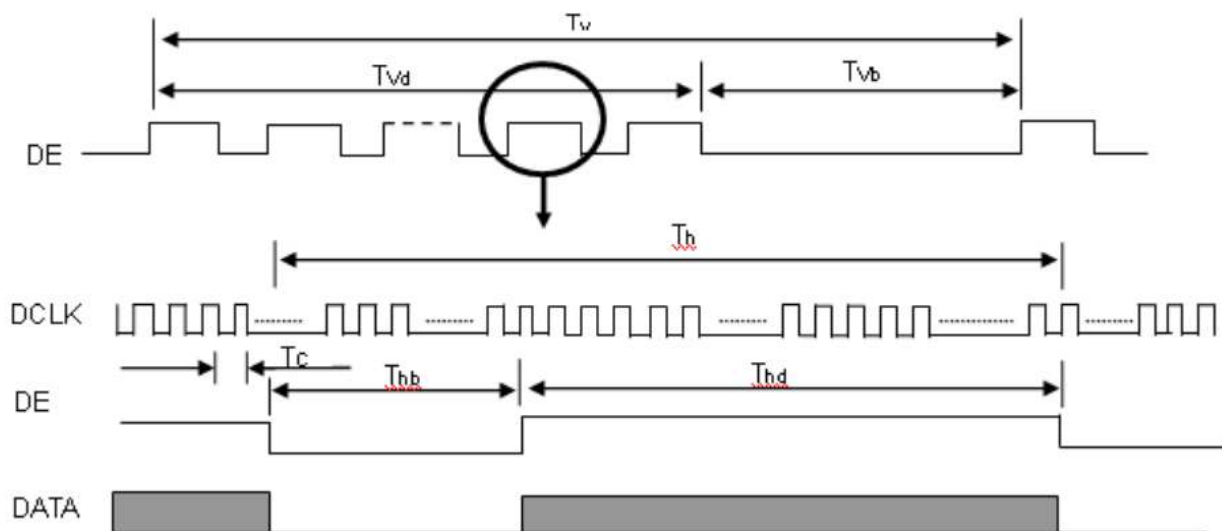 Tv
Tvd
Tvb
DE
Th
DCLK
Tc
Thb
Thd
DE
DATA